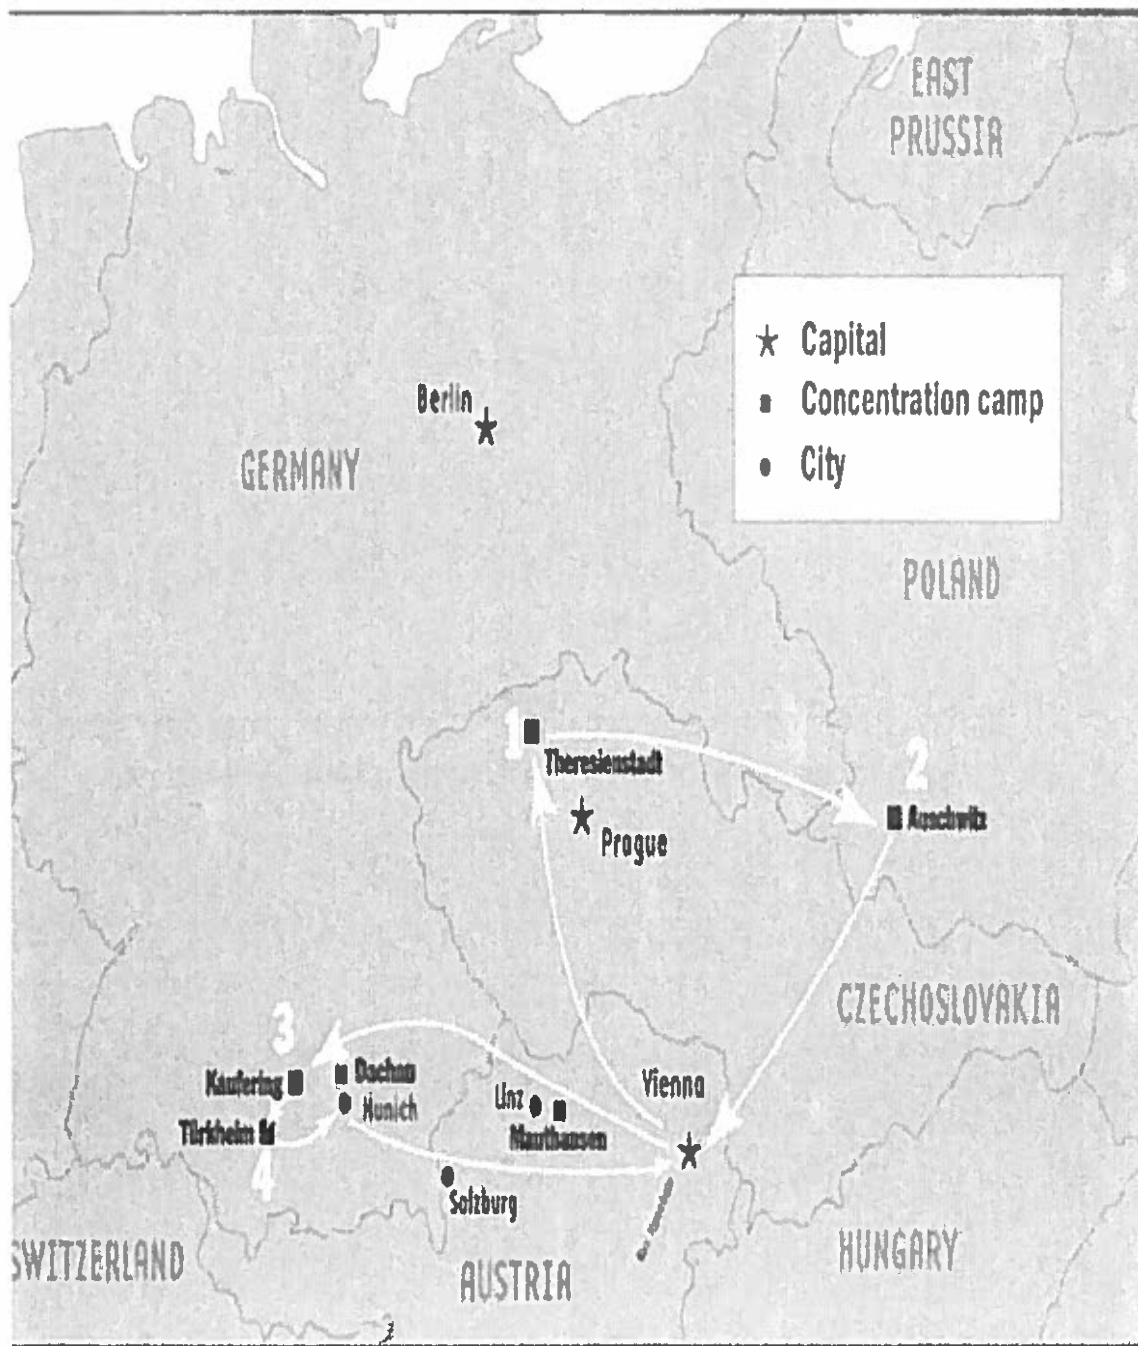 EAST
PRUSSIA
Capital
Concentration camp
City
Berlin
GERMANY
POLAND
1
Theresienstadt
2
Auschwitz
Prague
CZECHOSLOVAKIA
3
Kaufering
Dachau
Munich
Türkheim
4
Linz
Mauthausen
Vienna
Salzburg
SWITZERLAND
AUSTRIA
HUNGARY